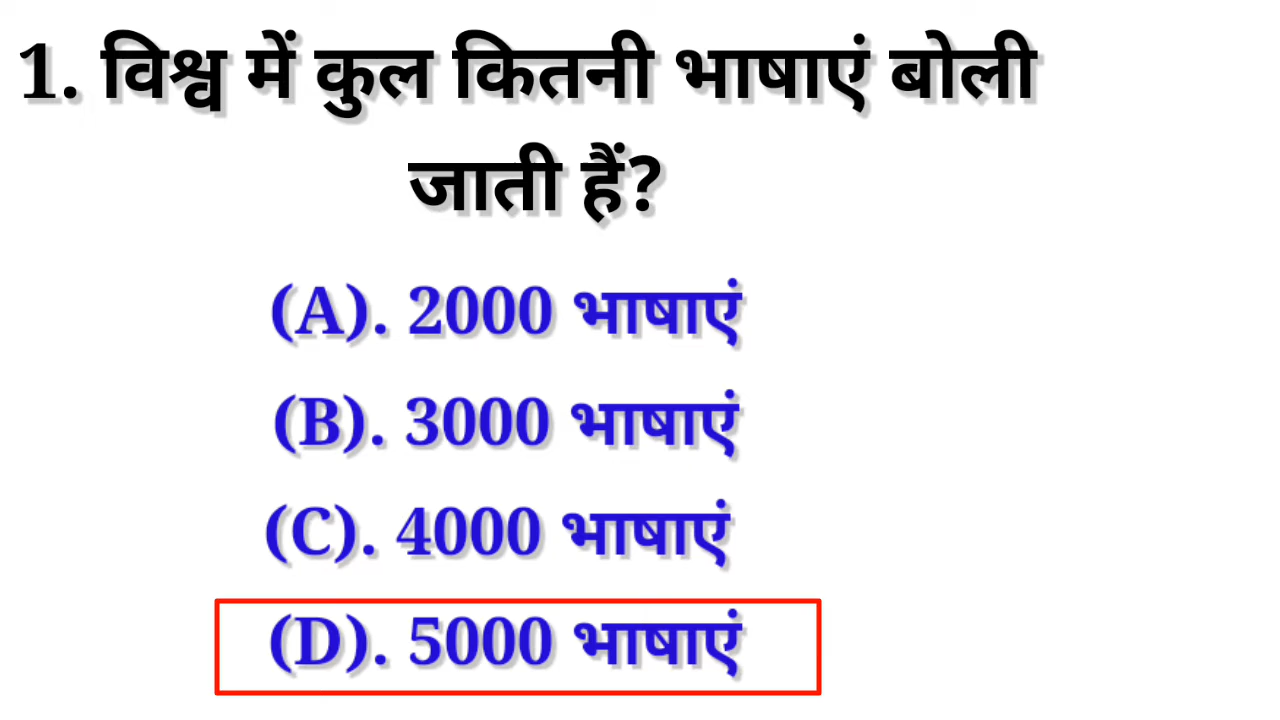 1. विश्व में कुल कितनी भाषाएं बोली
जाती हैं?
(A). 2000 भाषाएं
(B). 3000 भाषाएं
(C). 4000 भाषाएं
(D). 5000 भाषाएं